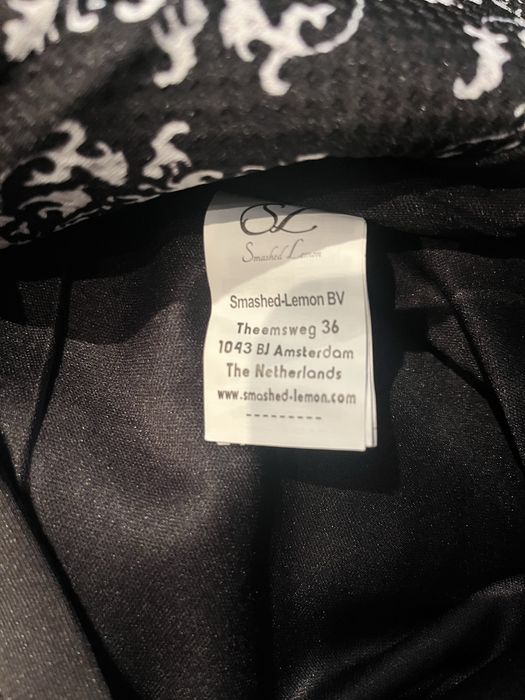 SL
Smashed Lemon
Smashed-Lemon BV
Theemsweg 36
1043 BJ Amsterdam
The Netherlands
www.smashed-lemon.com
---------